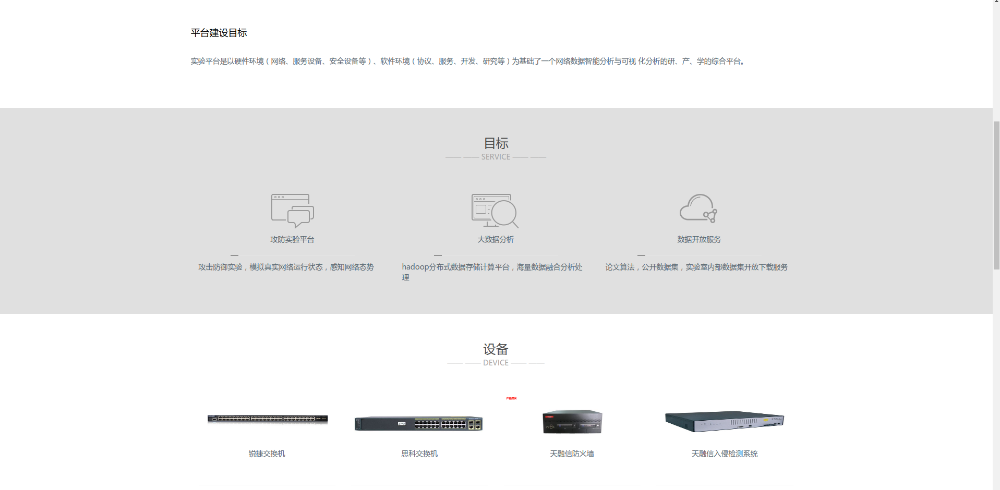 平台建设目标
实验平台是以硬件环境（网络、服务设备、安全设备等）、软件环境（协议、服务、开发、研究等）为基础了一个网络数据智能分析与可视 化分析的研、产、学的综合平台。
目标
—— —— SERVICE —— ——
攻防实验平台
攻击防御实验，模拟真实网络运行状态，感知网络态势
大数据分析
hadoop分布式数据存储计算平台，海量数据融合分析处
理
数据开放服务
论文算法，公开数据集，实验室内部数据集开放下载服务
设备
—— —— DEVICE —— ——
产品图片
锐捷交换机
思科交换机
天融信防火墙
天融信入侵检测系统